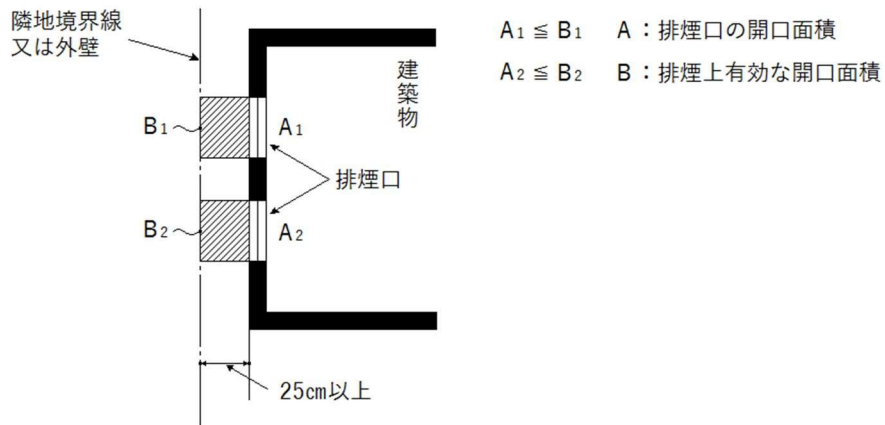 隣地境界線
又は外壁
建築物
B1
A1
排煙口
B2
A2
25cm以上
A1 ≦ B1 A：排煙口の開口面積
A2 ≦ B2 B：排煙上有効な開口面積